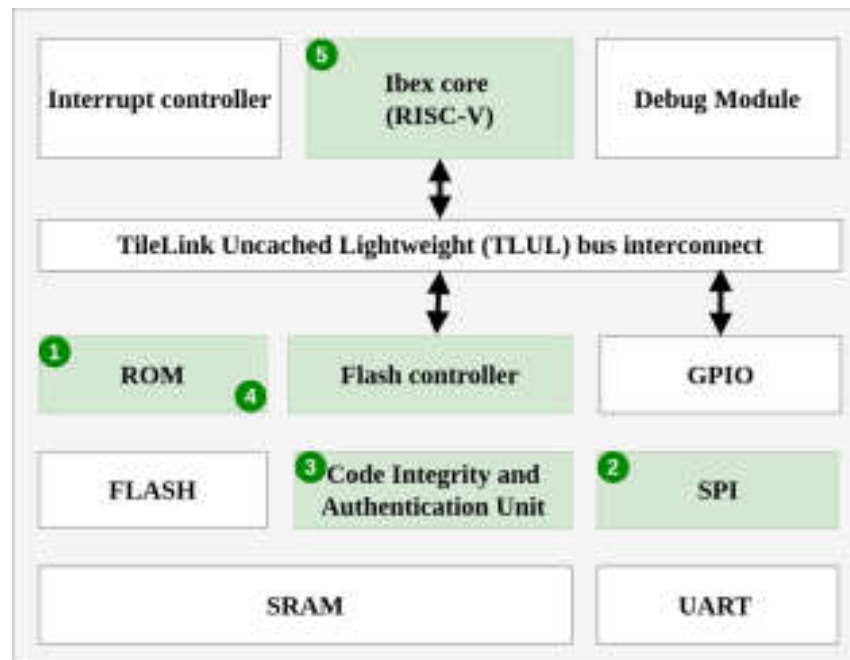 5
Interrupt controller
Ibex core
(RISC-V)
Debug Module
TileLink Uncached Lightweight (TLUL) bus interconnect
1
ROM
4
Flash controller
GPIO
FLASH
3
Code Integrity and
Authentication Unit
2
SPI
SRAM
UART